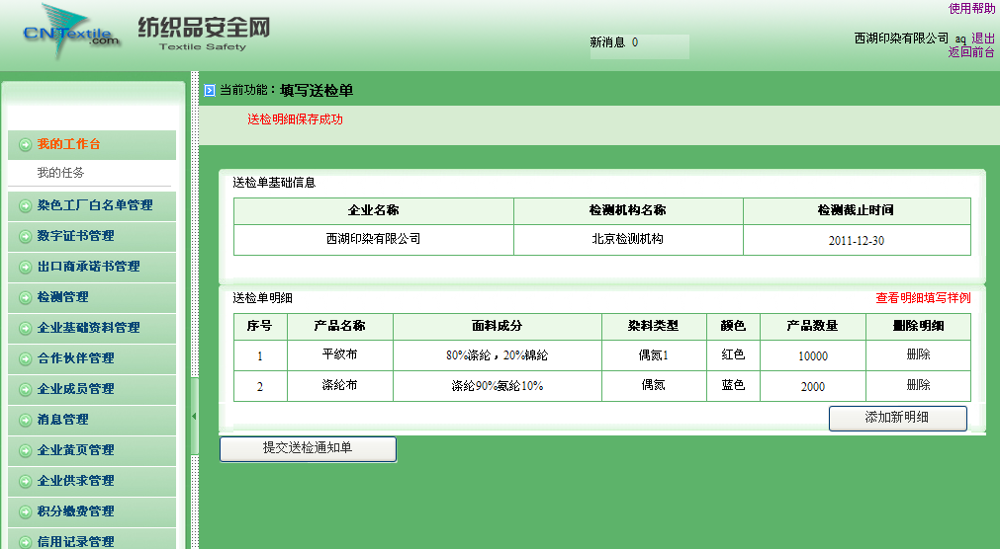 使用帮助
CNTextile.com
纺织品安全网
Textile Safety
新消息 0
西湖印染有限公司 aq 退出
返回前台
当前功能：填写送检单
送检明细保存成功
我的工作台
我的任务
染色工厂白名单管理
数字证书管理
出口商承诺书管理
检测管理
企业基础资料管理
合作伙伴管理
企业成员管理
消息管理
企业黄页管理
企业供求管理
积分缴费管理
信用记录管理
送检单基础信息
企业名称 检测机构名称 检测截止时间
西湖印染有限公司 北京检测机构 2011-12-30
送检单明细 查看明细填写样例
序号 产品名称 面料成分 染料类型 颜色 产品数量 删除明细
1 平纹布 80%涤纶，20%锦纶 偶氮1 红色 10000 删除
2 涤纶布 涤纶90%氨纶10% 偶氮 蓝色 2000 删除
添加新明细
提交送检通知单